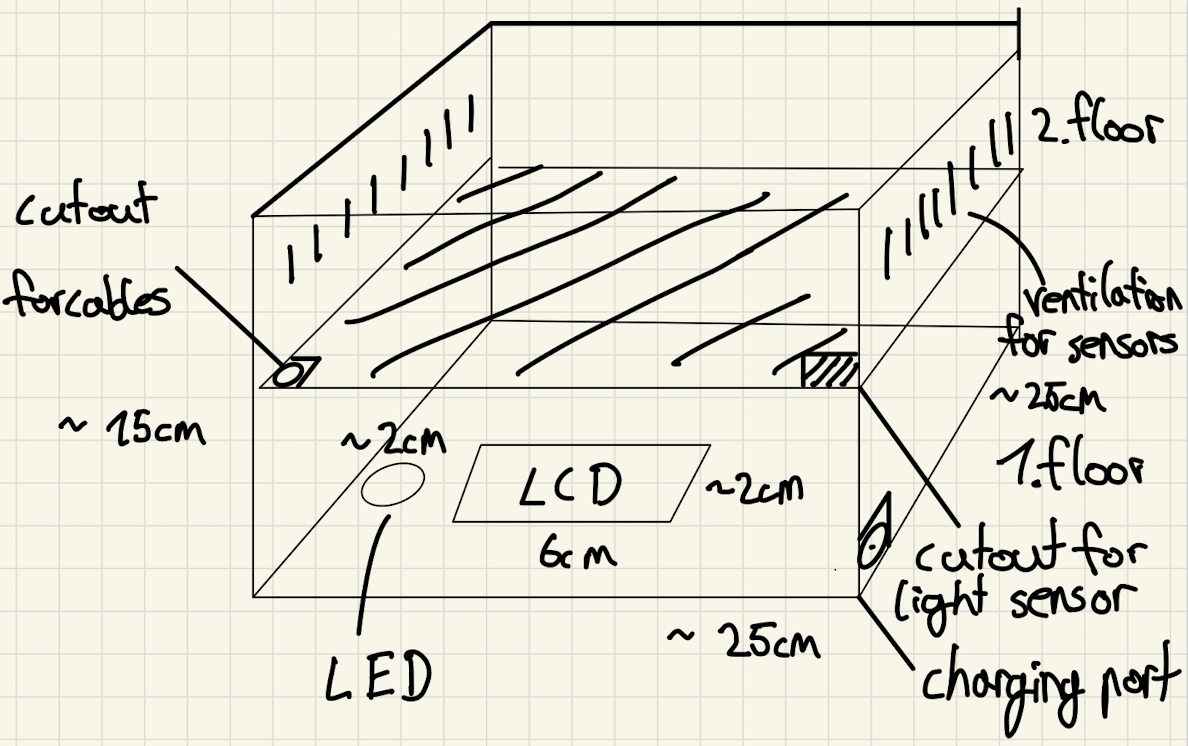 2.floor
cutout
forcables
ventilation
for sensors
~ 25cm
~ 15cm
~ 2cm
LCD
~2cm
6cm
1.floor
cutout for
light sensor
~ 25cm
LED
charging port